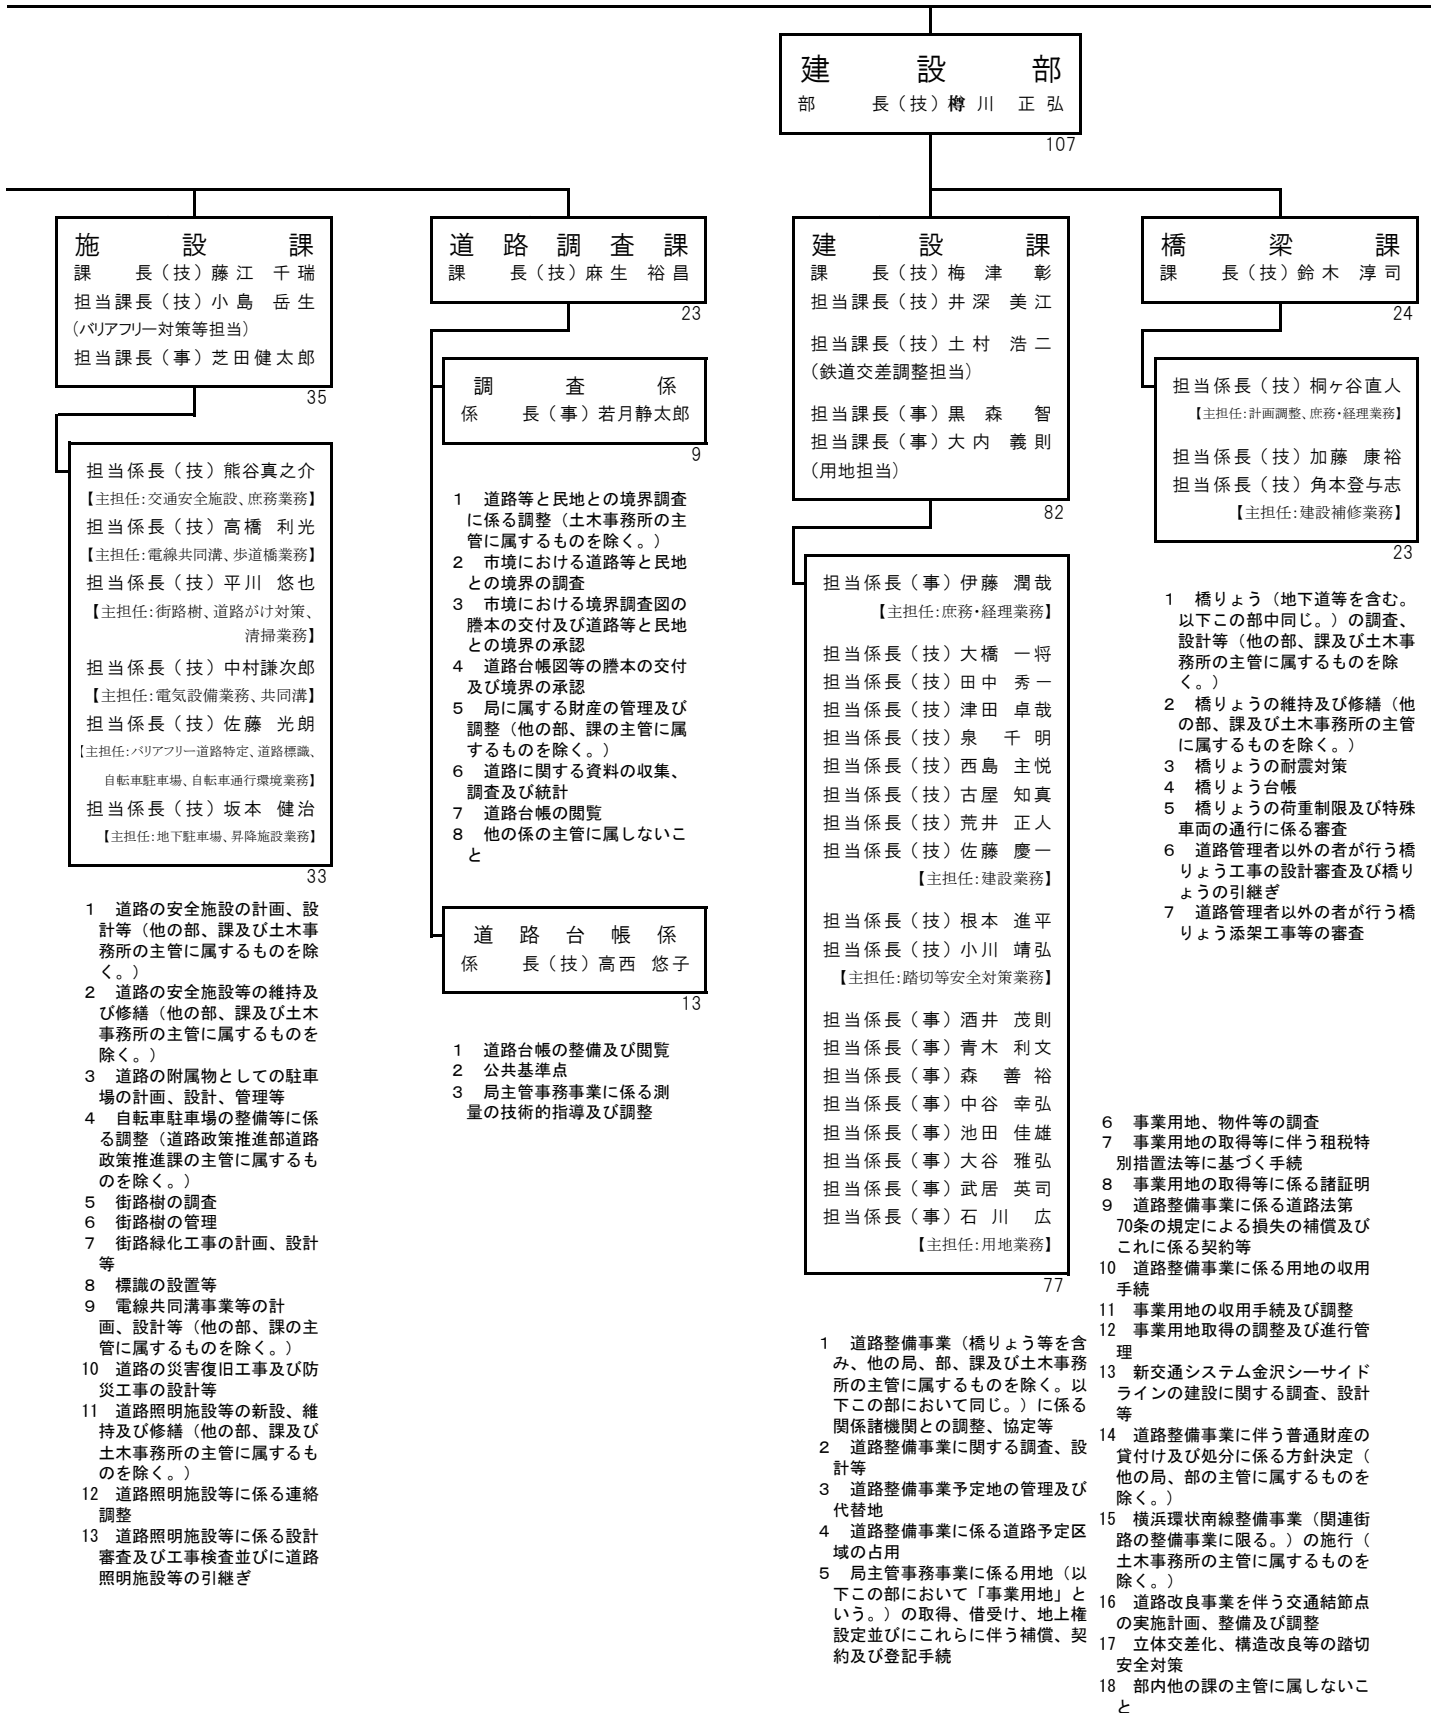 建設部
部長（技）樽川正弘
107
施設課
課長（技）藤江千瑞
担当課長（技）小島岳生
（バリアフリー対策等担当）
担当課長（事）芝田健太郎
35
担当係長（技）熊谷真之介
【主担任:交通安全施設、庶務業務】
担当係長（技）高橋利光
【主担任:電線共同溝、歩道橋業務】
担当係長（技）平川悠也
【主担任:街路樹、道路がけ対策、
清掃業務】
担当係長（技）中村謙次郎
【主担任:電気設備業務、共同溝】
担当係長（技）佐藤光朗
【主担任:バリアフリー道路特定、道路標識、
自転車駐車場、自転車通行環境業務】
担当係長（技）坂本健治
【主担任:地下駐車場、昇降施設業務】
33
1　道路の安全施設の計画、設
計等（他の部、課及び土木事
務所の主管に属するものを除
く。）
2　道路の安全施設等の維持及
び修繕（他の部、課及び土木
事務所の主管に属するものを
除く。）
3　道路の附属物としての駐車
場の計画、設計、管理等
4　自転車駐車場の整備等に係
る調整（道路政策推進部道路
政策推進課の主管に属するも
のを除く。）
5　街路樹の調査
6　街路樹の管理
7　街路緑化工事の計画、設計
等
8　標識の設置等
9　電線共同溝事業等の計
画、設計等（他の部、課の主
管に属するものを除く。）
10　道路の災害復旧工事及び防
災工事の設計等
11　道路照明施設等の新設、維
持及び修繕（他の部、課及び
土木事務所の主管に属するも
のを除く。）
12　道路照明施設等に係る連絡
調整
13　道路照明施設等に係る設計
審査及び工事検査並びに道路
照明施設等の引継ぎ
道路調査課
課長（技）麻生裕昌
23
調査係
係長（事）若月静太郎
9
1　道路等と民地との境界調査
に係る調整（土木事務所の主
管に属するものを除く。）
2　市境における道路等と民地
との境界の調査
3　市境における境界調査図の
謄本の交付及び道路等と民地
との境界の承認
4　道路台帳図等の謄本の交付
及び境界の承認
5　局に属する財産の管理及び
調整（他の部、課の主管に属
するものを除く。）
6　道路に関する資料の収集、
調査及び統計
7　道路台帳の閲覧
8　他の係の主管に属しないこ
と
道路台帳係
係長（技）高西悠子
13
1　道路台帳の整備及び閲覧
2　公共基準点
3　局主管事務事業に係る測
量の技術的指導及び調整
建設課
課長（技）梅津彰
担当課長（技）井深美江
担当課長（技）土村浩二
（鉄道交差調整担当）
担当課長（事）黒森智
担当課長（事）大内義則
（用地担当）
82
担当係長（事）伊藤潤哉
【主担任:庶務・経理業務】
担当係長（技）大橋一将
担当係長（技）田中秀一
担当係長（技）津田卓哉
担当係長（技）泉千明
担当係長（技）西島主悦
担当係長（技）古屋知真
担当係長（技）荒井正人
担当係長（技）佐藤慶一
【主担任:建設業務】
担当係長（技）根本進平
担当係長（技）小川靖弘
【主担任:踏切等安全対策業務】
担当係長（事）酒井茂則
担当係長（事）青木利文
担当係長（事）森善裕
担当係長（事）中谷幸弘
担当係長（事）池田佳雄
担当係長（事）大谷雅弘
担当係長（事）武居英司
担当係長（事）石川広
【主担任:用地業務】
77
1　道路整備事業（橋りょう等を含
み、他の局、部、課及び土木事務
所の主管に属するものを除く。以
下この部において同じ。）に係る
関係諸機関との調整、協定等
2　道路整備事業に関する調査、設
計等
3　道路整備事業予定地の管理及び
代替地
4　道路整備事業に係る道路予定区
域の占用
5　局主管事務事業に係る用地（以
下この部において「事業用地」と
いう。）の取得、借受け、地上権
設定並びにこれらに伴う補償、契
約及び登記手続
6　事業用地、物件等の調査
7　事業用地の取得等に伴う租税特
別措置法等に基づく手続
8　事業用地の取得等に係る諸証明
9　道路整備事業に係る道路法第
70条の規定による損失の補償及び
これに係る契約等
10　道路整備事業に係る用地の収用
手続
11　事業用地の収用手続及び調整
12　事業用地取得の調整及び進行管
理
13　新交通システム金沢シーサイド
ラインの建設に関する調査、設計
等
14　道路整備事業に伴う普通財産の
貸付け及び処分に係る方針決定（
他の局、部の主管に属するものを
除く。）
15　横浜環状南線整備事業（関連街
路の整備事業に限る。）の施行（
土木事務所の主管に属するものを
除く。）
16　道路改良事業を伴う交通結節点
の実施計画、整備及び調整
17　立体交差化、構造改良等の踏切
安全対策
18　部内他の課の主管に属しないこ
と
橋梁課
課長（技）鈴木淳司
24
担当係長（技）桐ヶ谷直人
【主担任:計画調整、庶務・経理業務】
担当係長（技）加藤康裕
担当係長（技）角本登与志
【主担任:建設補修業務】
23
1　橋りょう（地下道等を含む。
以下この部中同じ。）の調査、
設計等（他の部、課及び土木事
務所の主管に属するものを除
く。）
2　橋りょうの維持及び修繕（他
の部、課及び土木事務所の主管
に属するものを除く。）
3　橋りょうの耐震対策
4　橋りょう台帳
5　橋りょうの荷重制限及び特殊
車両の通行に係る審査
6　道路管理者以外の者が行う橋
りょう工事の設計審査及び橋り
ょうの引継ぎ
7　道路管理者以外の者が行う橋
りょう添架工事等の審査